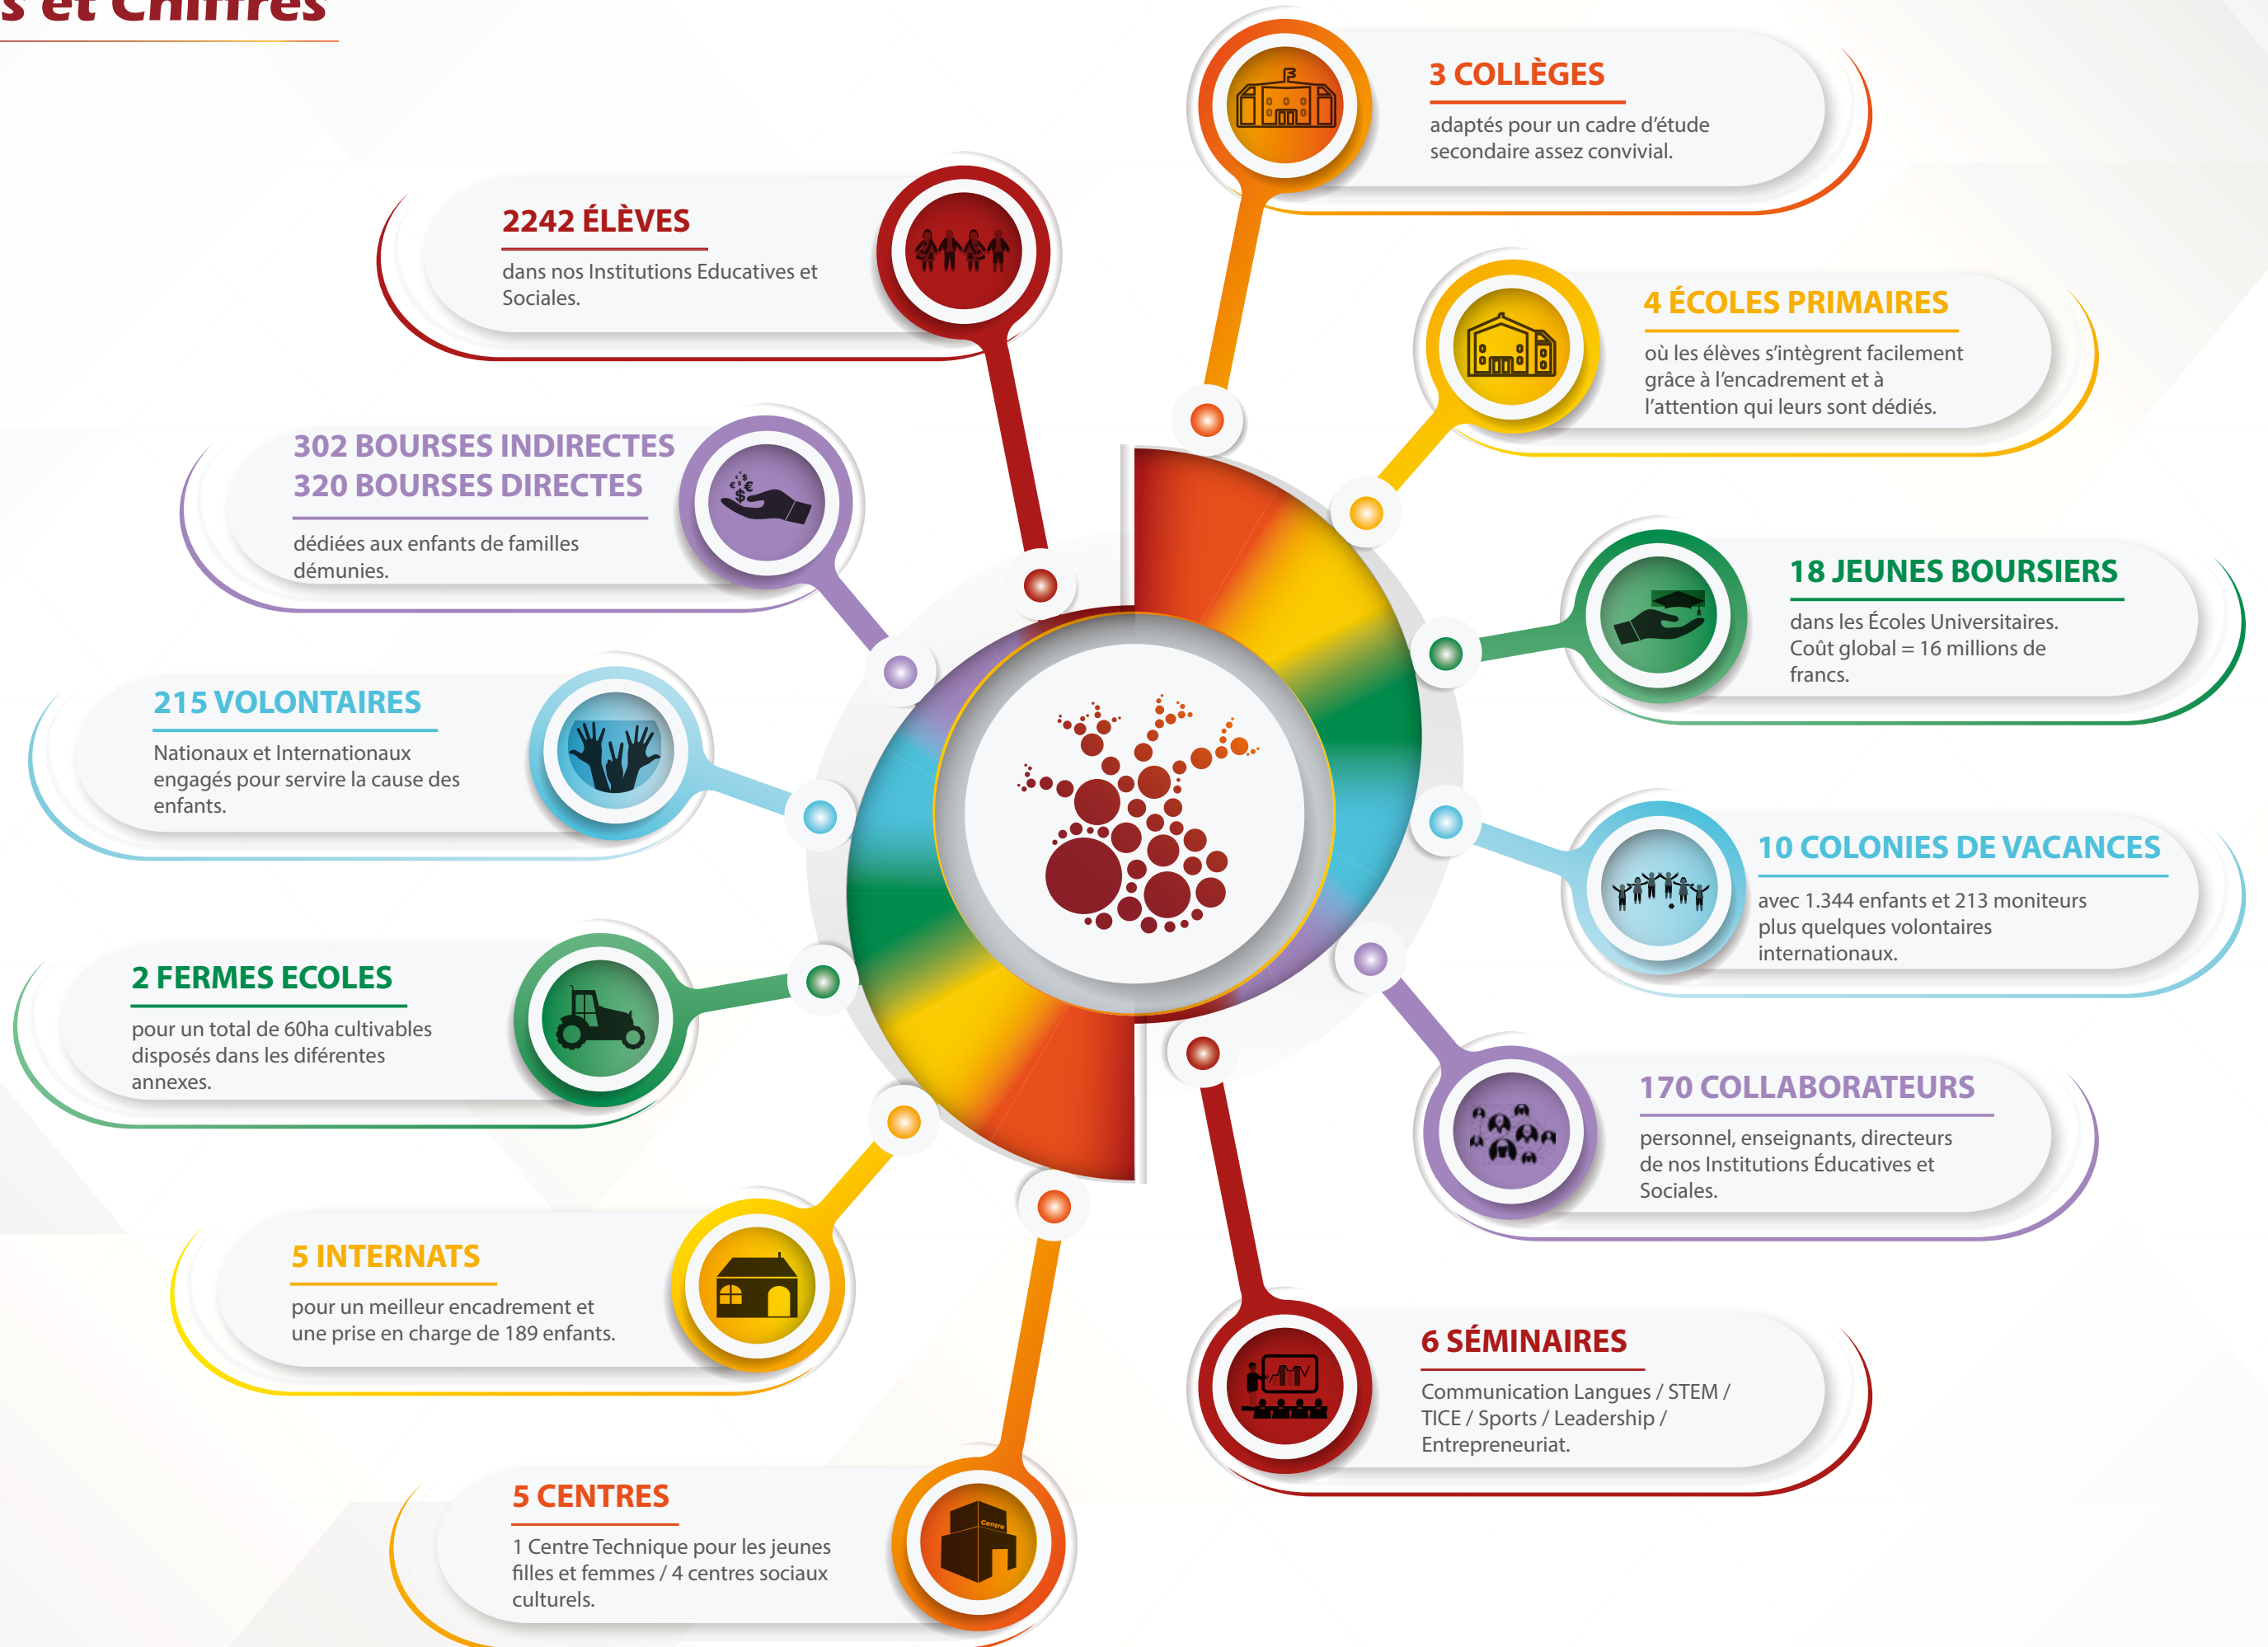 s et Chiffres
3 COLLÈGES
adaptés pour un cadre d'étude
secondaire assez convivial.
2242 ÉLÈVES
dans nos Institutions Educatives et
Sociales.
4 ÉCOLES PRIMAIRES
où les élèves s'intègrent facilement
grâce à l'encadrement et à
l'attention qui leurs sont dédiés.
302 BOURSES INDIRECTES
320 BOURSES DIRECTES
dédiées aux enfants de familles
démunies.
18 JEUNES BOURSIERS
dans les Écoles Universitaires.
Coût global = 16 millions de
francs.
215 VOLONTAIRES
Nationaux et Internationaux
engagés pour servire la cause des
enfants.
10 COLONIES DE VACANCES
avec 1.344 enfants et 213 moniteurs
plus quelques volontaires
internationaux.
2 FERMES ECOLES
pour un total de 60ha cultivables
disposés dans les diférentes
annexes.
170 COLLABORATEURS
personnel, enseignants, directeurs
de nos Institutions Éducatives et
Sociales.
5 INTERNATS
pour un meilleur encadrement et
une prise en charge de 189 enfants.
6 SÉMINAIRES
Communication Langues / STEM /
TICE / Sports / Leadership /
Entrepreneuriat.
5 CENTRES
1 Centre Technique pour les jeunes
filles et femmes / 4 centres sociaux
culturels.
Centre